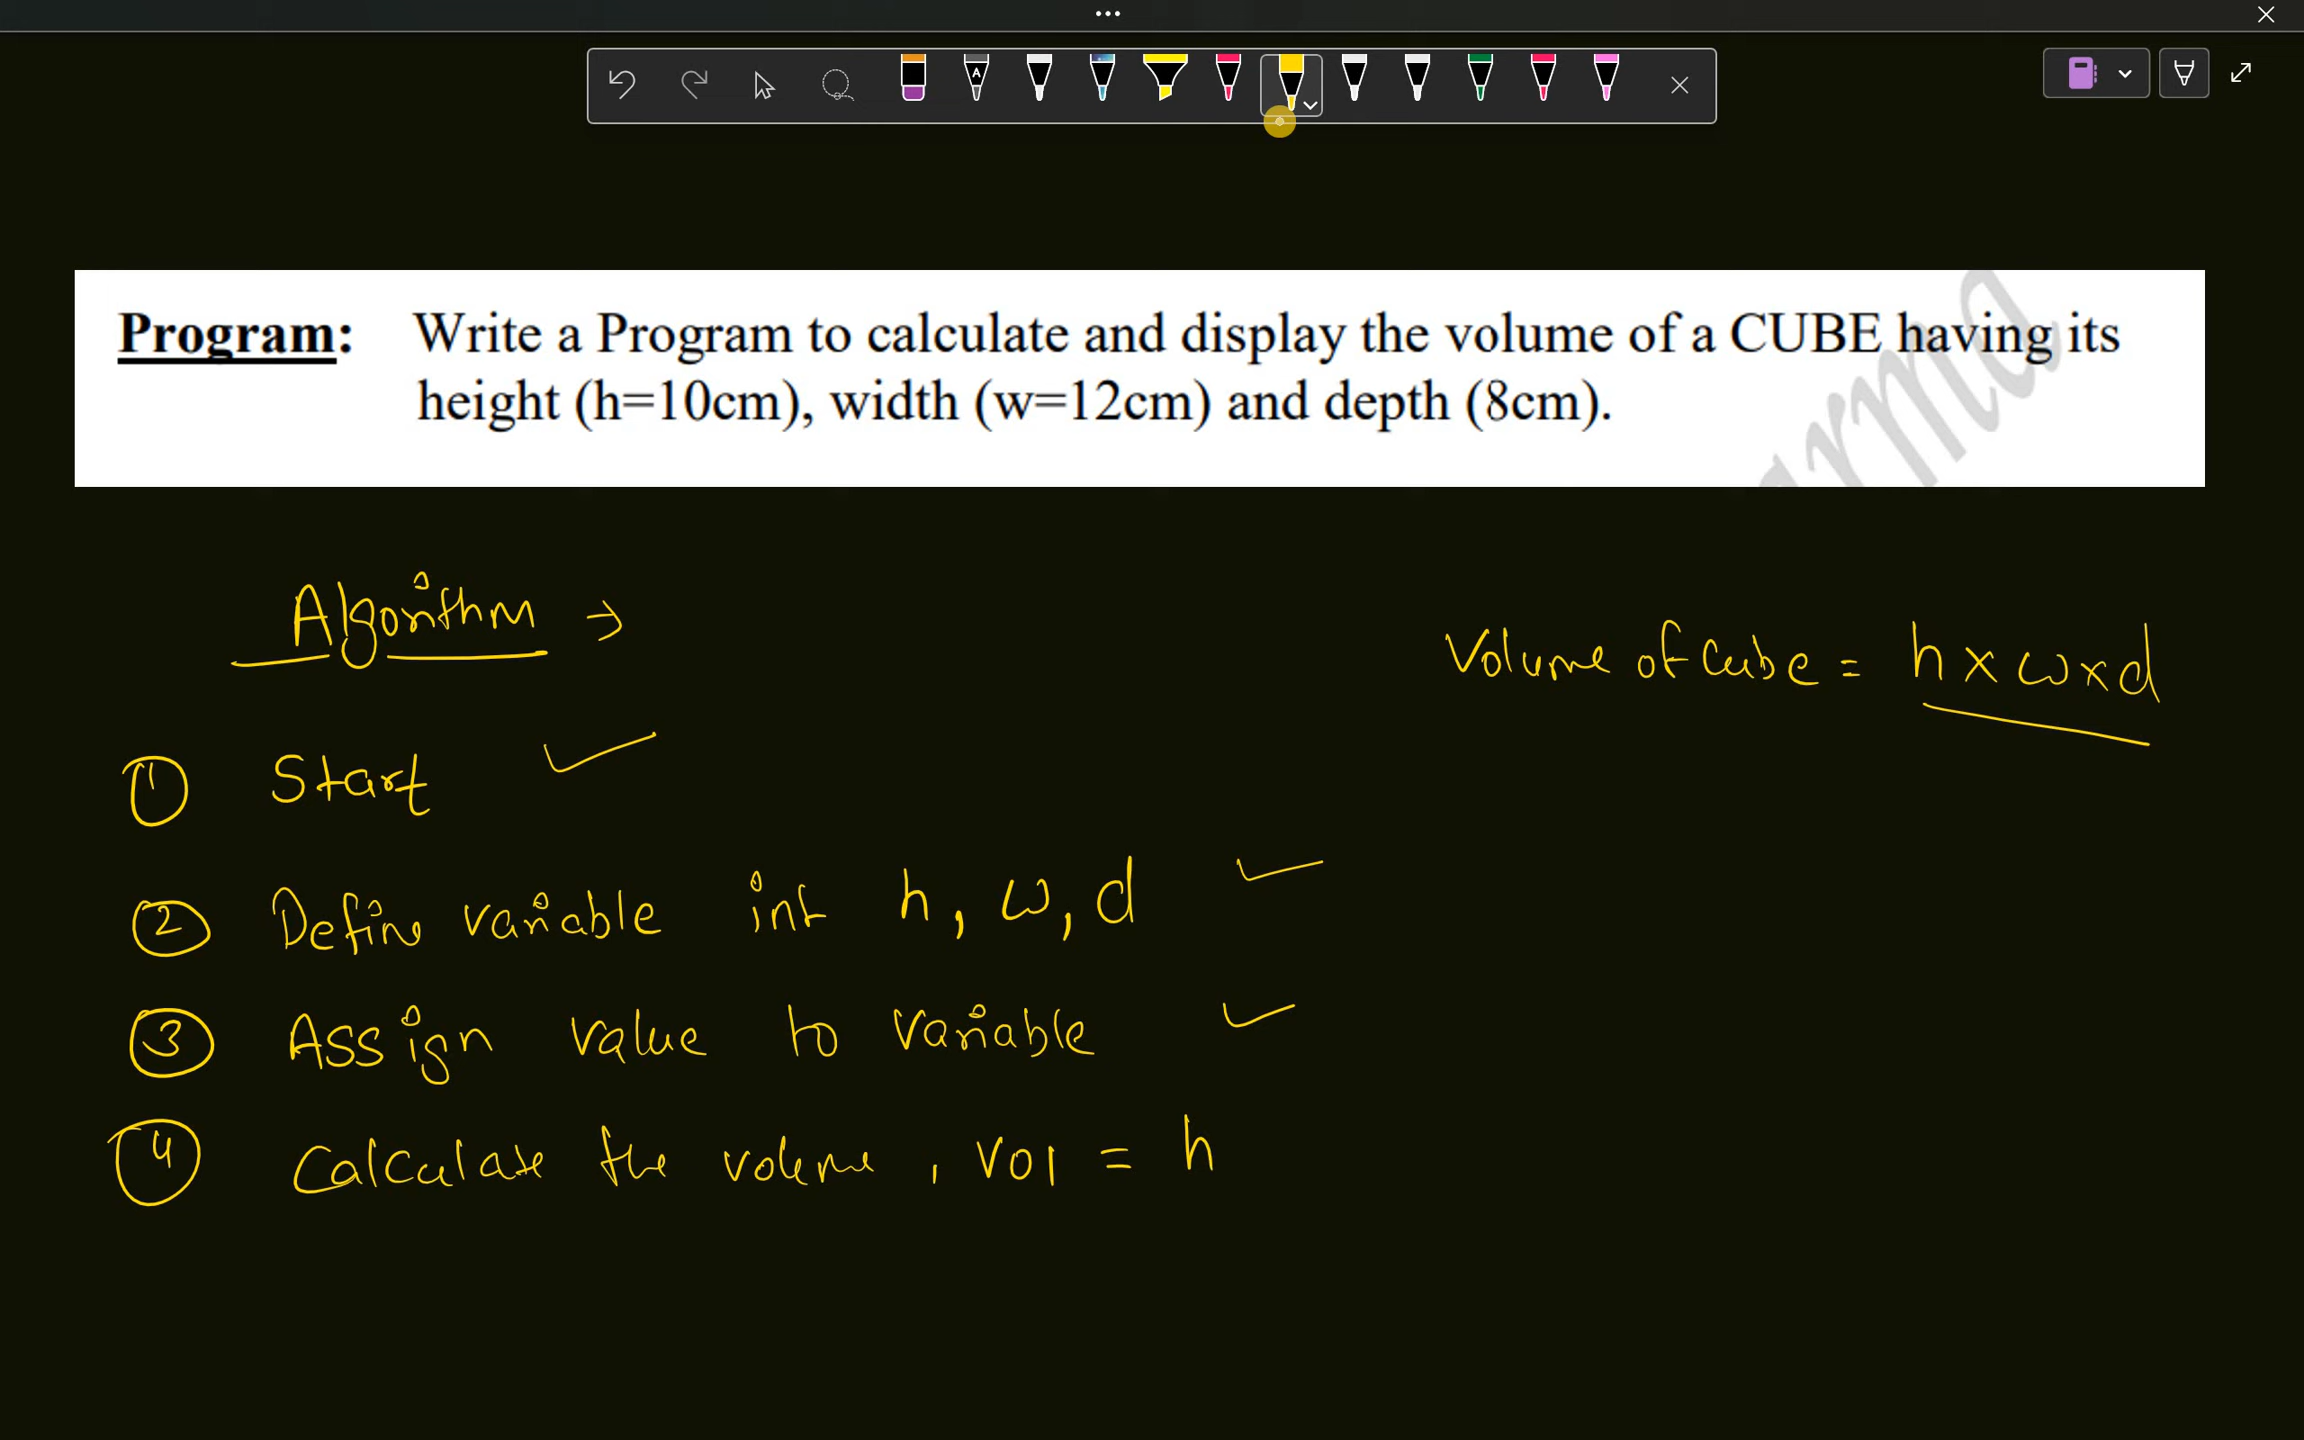 Program: Write a Program to calculate and display the volume of a CUBE having its
height (h=10cm), width (w=12cm) and depth (8cm).
Algorithm →
Volume of Cube = h x w x d
① Start
② Define variable int h, w, d
③ Assign value to variable
④ Calculate the volume, vol = h